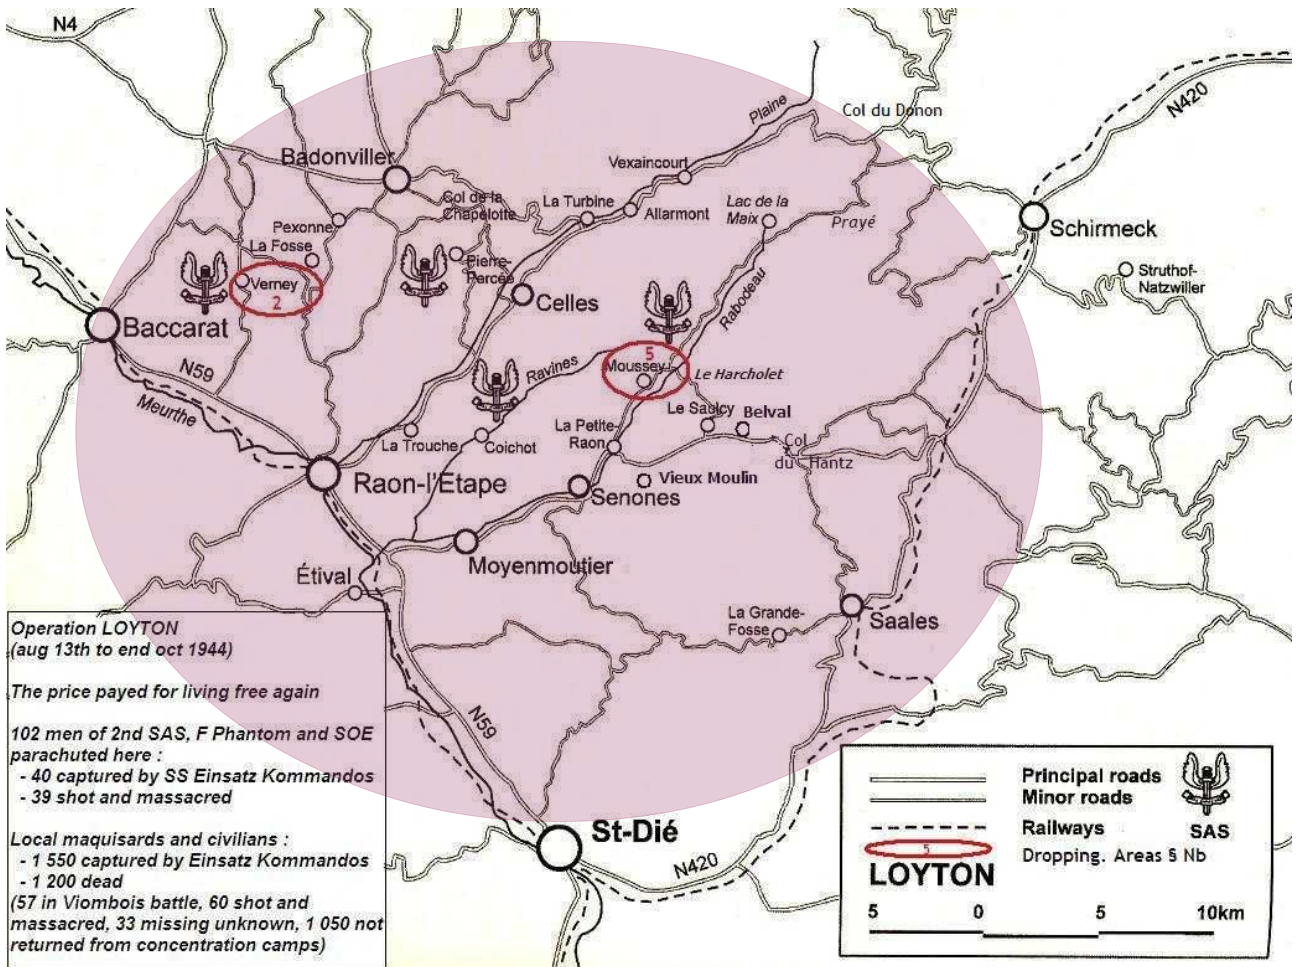 N4
N420
Col du Donon
Plaine
Badonviller
Vexaincourt
Col de la
Chapelotte
La Turbine
Allarmont
Lac de la
Maix
Prayé
Schirmeck
Pexonne
La Fosse
Pierre-
Percée
Struthof-
Natzwiller
Verney
2
Celles
Rabodeau
Baccarat
N59
Meurthe
Ravines
5
Moussey
Le Harcholet
Le Saulcy
Belval
La Petite-
Raon
Col
du Hantz
La Trouche
Coichot
Raon-l'Etape
Senones
Vieux Moulin
Moyenmoutier
Étival
La Grande-
Fosse
Saales
N59
St-Dié
N420
Operation LOYTON
(aug 13th to end oct 1944)
The price payed for living free again
102 men of 2nd SAS, F Phantom and SOE
parachuted here :
- 40 captured by SS Einsatz Kommandos
- 39 shot and massacred
Local maquisards and civilians :
- 1 550 captured by Einsatz Kommandos
- 1 200 dead
(57 in Viombois battle, 60 shot and
massacred, 33 missing unknown, 1 050 not
returned from concentration camps)
Principal roads
Minor roads
Railways
SAS
5
Dropping. Areas § Nb
LOYTON
5 0 5 10km